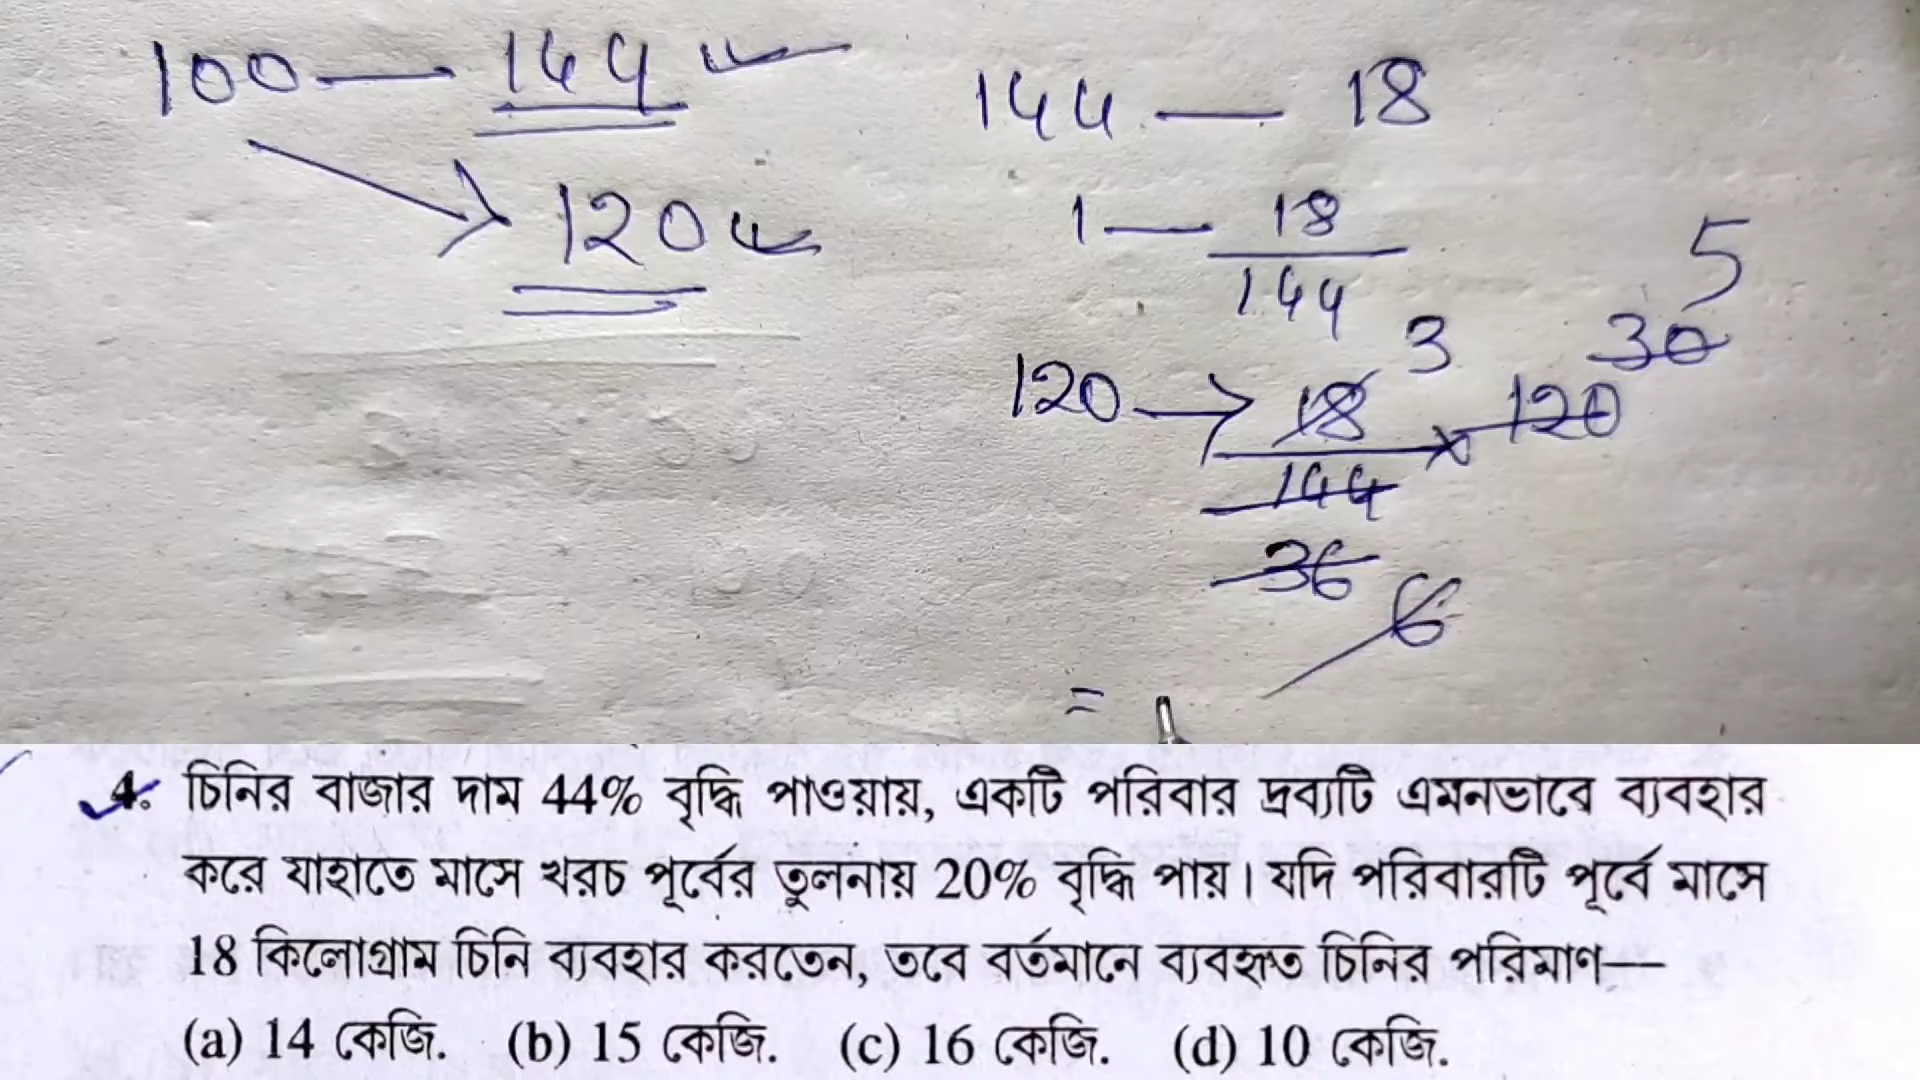 100 — 144
120
144 — 18
1 — 18
144
5
3 30
120 → 18 × 120
144
36
6
=
4. চিনির বাজার দাম 44% বৃদ্ধি পাওয়ায়, একটি পরিবার দ্রব্যটি এমনভাবে ব্যবহার
করে যাহাতে মাসে খরচ পূর্বের তুলনায় 20% বৃদ্ধি পায়। যদি পরিবারটি পূর্বে মাসে
18 কিলোগ্রাম চিনি ব্যবহার করতেন, তবে বর্তমানে ব্যবহৃত চিনির পরিমাণ—
(a) 14 কেজি. (b) 15 কেজি. (c) 16 কেজি. (d) 10 কেজি.